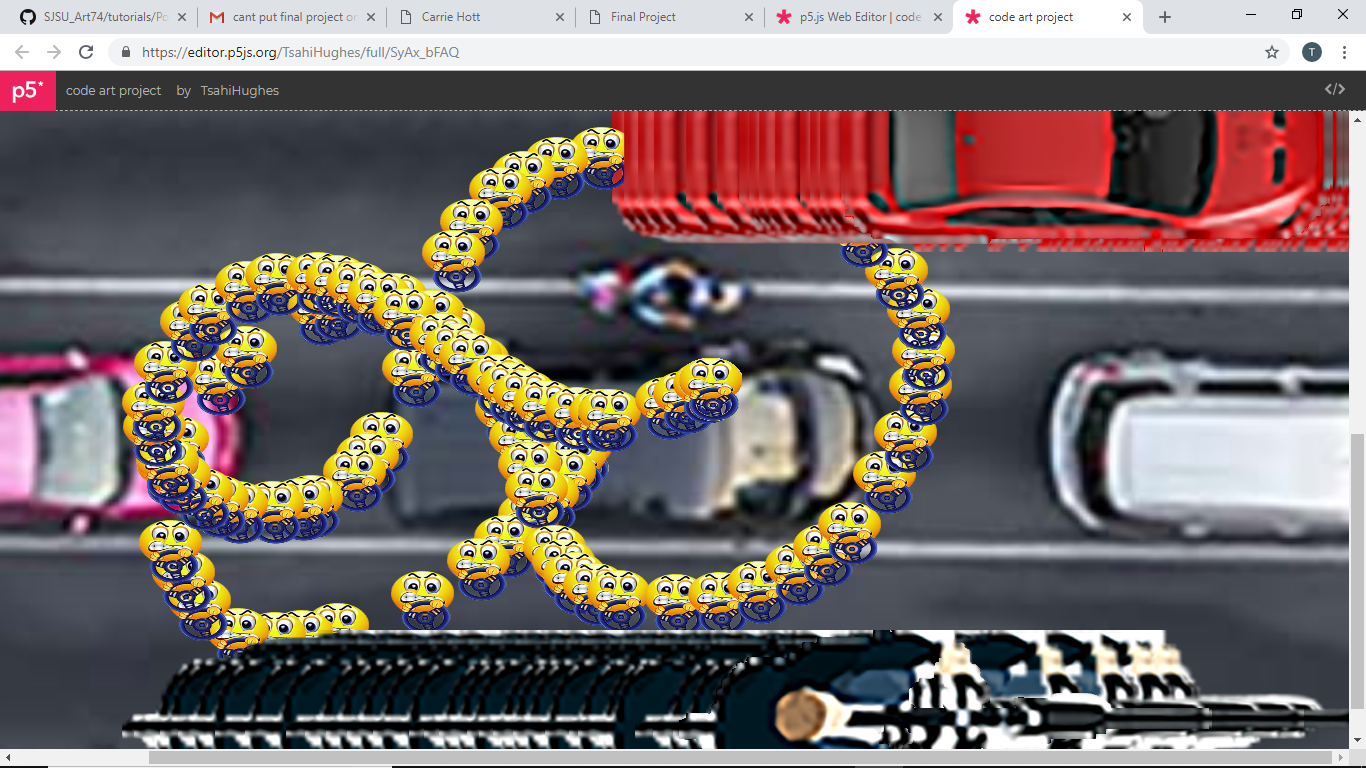 SJSU_Art74/tutorials/Po
cant put final project or
Carrie Hott
Final Project
p5.js Web Editor | code
code art project
https://editor.p5js.org/TsahiHughes/full/SyAx_bFAQ
T
p5* code art project by TsahiHughes </>